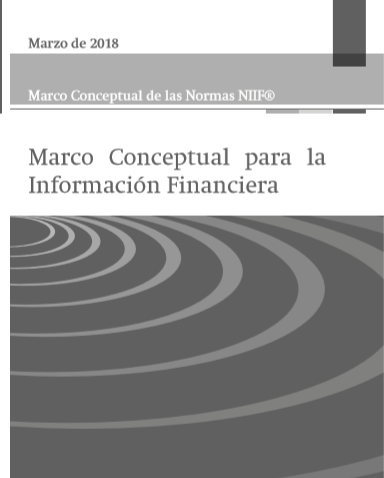 Marzo de 2018
Marco Conceptual de las Normas NIIF®
Marco Conceptual para la
Información Financiera